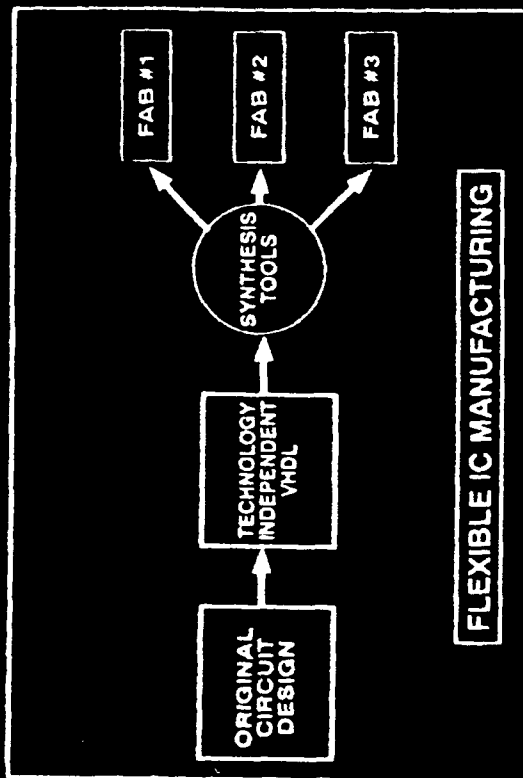 ORIGINAL
CIRCUIT
DESIGN
TECHNOLOGY
INDEPENDENT
VHDL
SYNTHESIS
TOOLS
FAB #1
FAB #2
FAB #3
FLEXIBLE IC MANUFACTURING